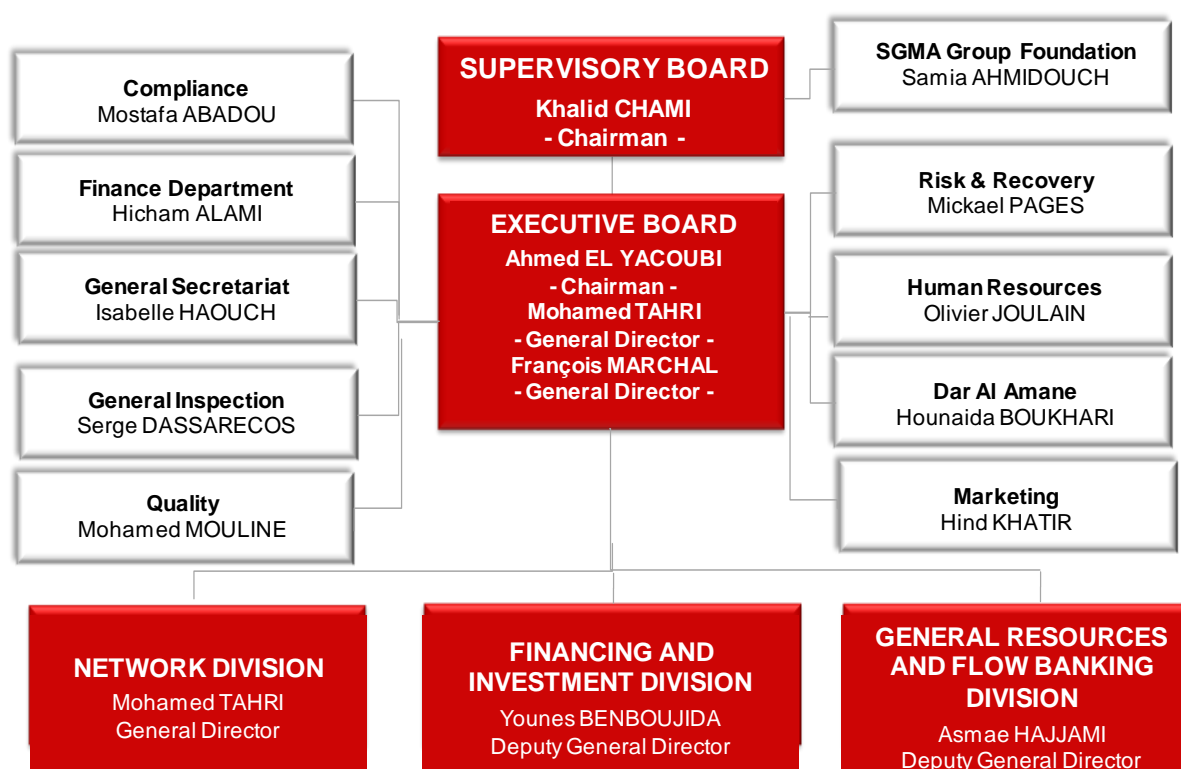 SUPERVISORY BOARD
Khalid CHAMI
- Chairman -
SGMA Group Foundation
Samia AHMIDOUCH
Compliance
Mostafa ABADOU
Finance Department
Hicham ALAMI
General Secretariat
Isabelle HAOUCH
General Inspection
Serge DASSARECOS
Quality
Mohamed MOULINE
EXECUTIVE BOARD
Ahmed EL YACOUBI
- Chairman -
Mohamed TAHRI
- General Director -
François MARCHAL
- General Director -
Risk & Recovery
Mickael PAGES
Human Resources
Olivier JOULAIN
Dar Al Amane
Hounaida BOUKHARI
Marketing
Hind KHATIR
NETWORK DIVISION
Mohamed TAHRI
General Director
FINANCING AND
INVESTMENT DIVISION
Younes BENBOUJIDA
Deputy General Director
GENERAL RESOURCES
AND FLOW BANKING
DIVISION
Asmae HAJJAMI
Deputy General Director